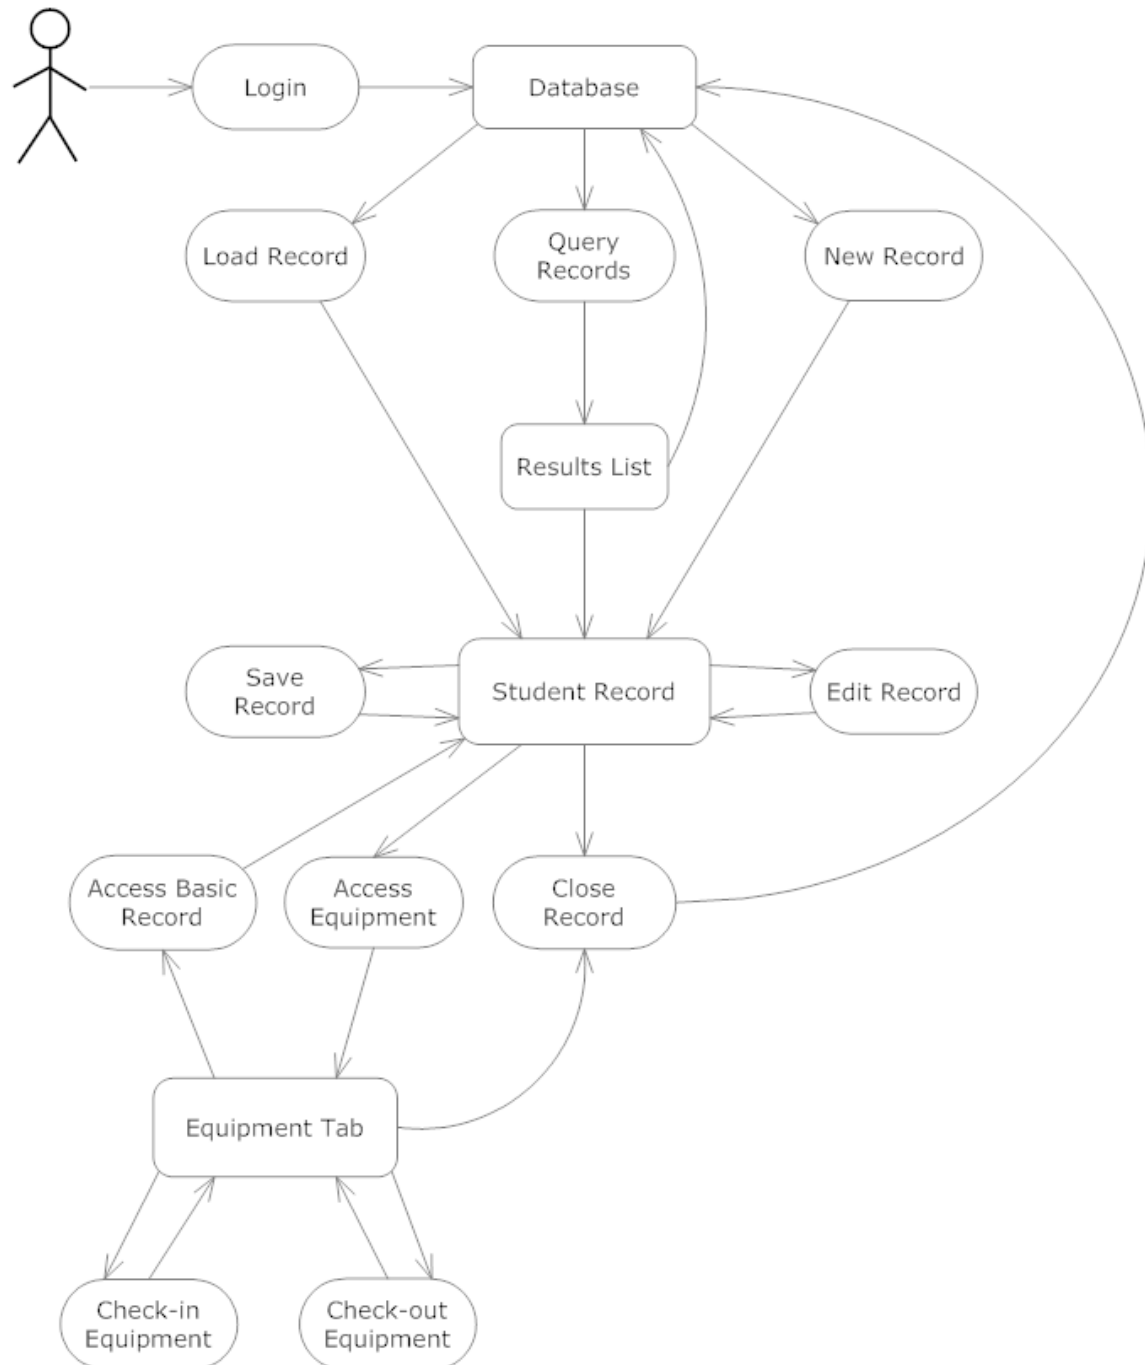 Login
Database
Load Record
Query
Records
New Record
Results List
Save
Record
Student Record
Edit Record
Access Basic
Record
Access
Equipment
Close
Record
Equipment Tab
Check-in
Equipment
Check-out
Equipment